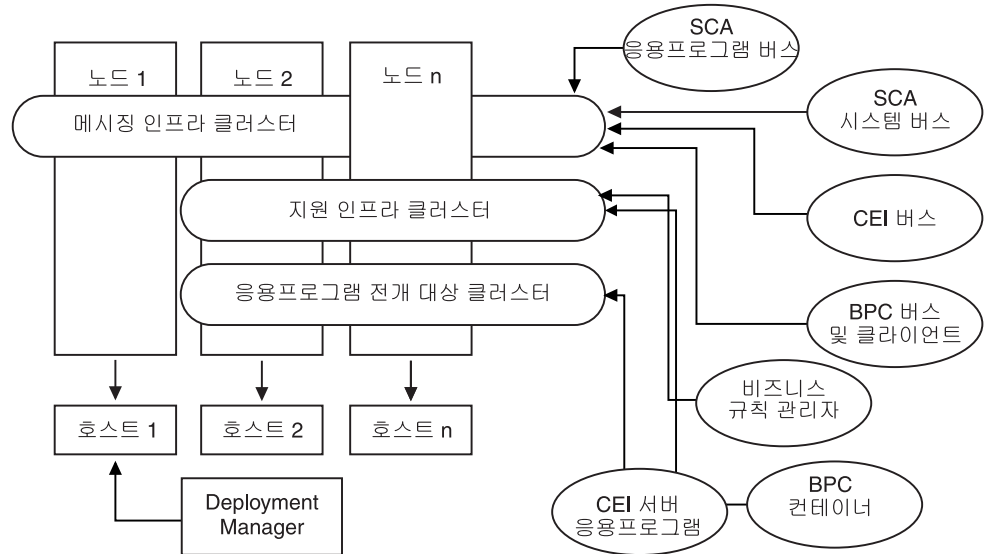 SCA
응용프로그램 버스
노드 1
노드 2
노드 n
메시징 인프라 클러스터
SCA
시스템 버스
지원 인프라 클러스터
CEI 버스
응용프로그램 전개 대상 클러스터
BPC 버스
및 클라이언트
비즈니스
규칙 관리자
호스트 1
호스트 2
호스트 n
Deployment
Manager
CEI 서버
응용프로그램
BPC
컨테이너